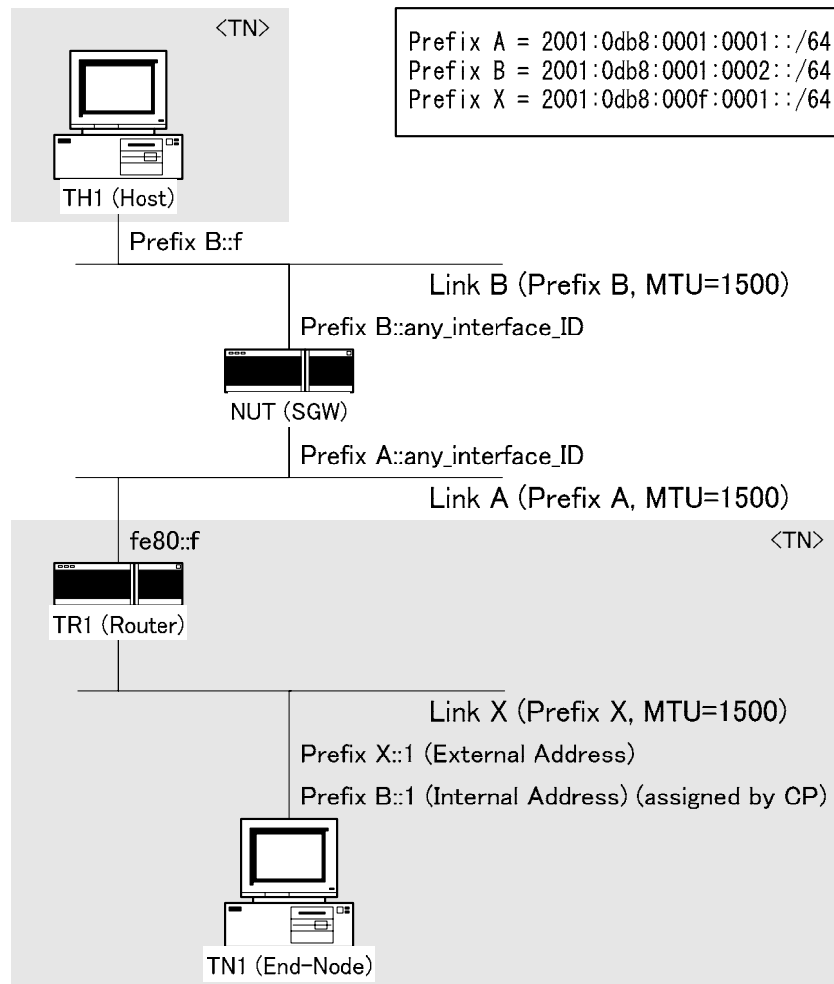 <TN>
Prefix A = 2001:0db8:0001:0001::/64
Prefix B = 2001:0db8:0001:0002::/64
Prefix X = 2001:0db8:000f:0001::/64
TH1 (Host)
Prefix B::f
Link B (Prefix B, MTU=1500)
Prefix B::any_interface_ID
NUT (SGW)
Prefix A::any_interface_ID
Link A (Prefix A, MTU=1500)
fe80::f
<TN>
TR1 (Router)
Link X (Prefix X, MTU=1500)
Prefix X::1 (External Address)
Prefix B::1 (Internal Address) (assigned by CP)
TN1 (End-Node)